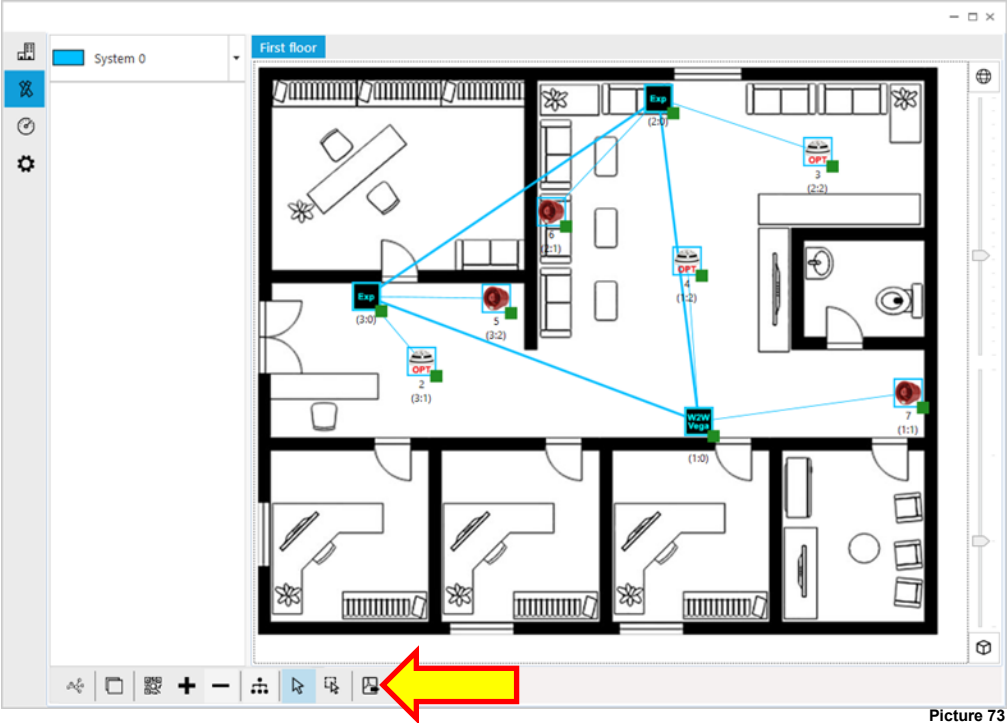 System 0
First floor
Exp
(2:0)
OPT
3
(2:2)
6
(2:1)
OPT
4
(1:2)
Exp
(3:0)
5
(3:2)
OPT
2
(3:1)
7
(1:1)
W2W
Vega
(1:0)
Picture 73